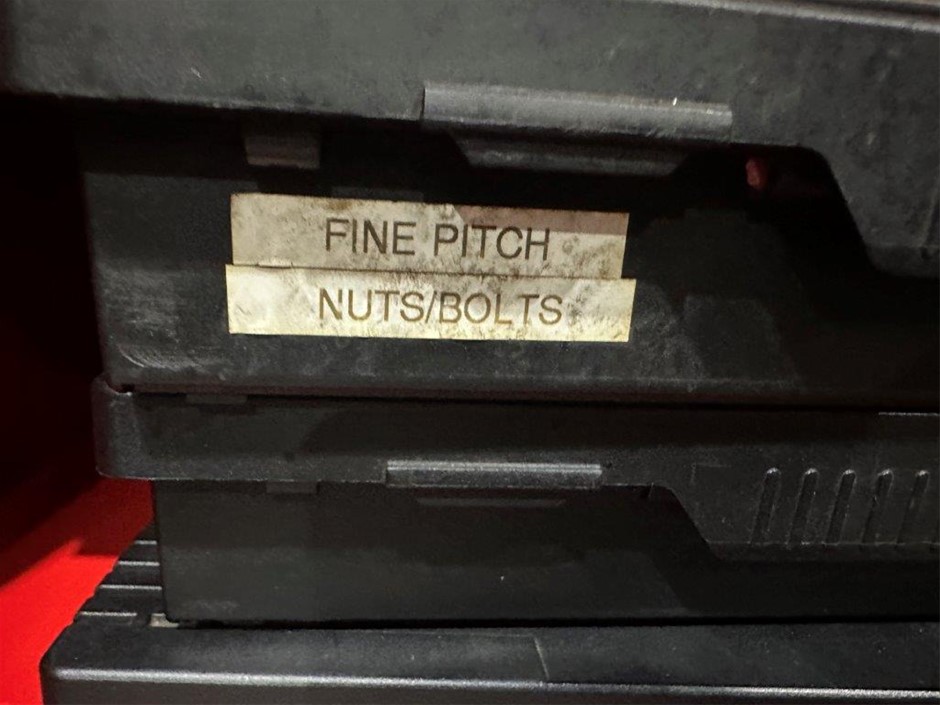 FINE PITCH
NUTS/BOLTS